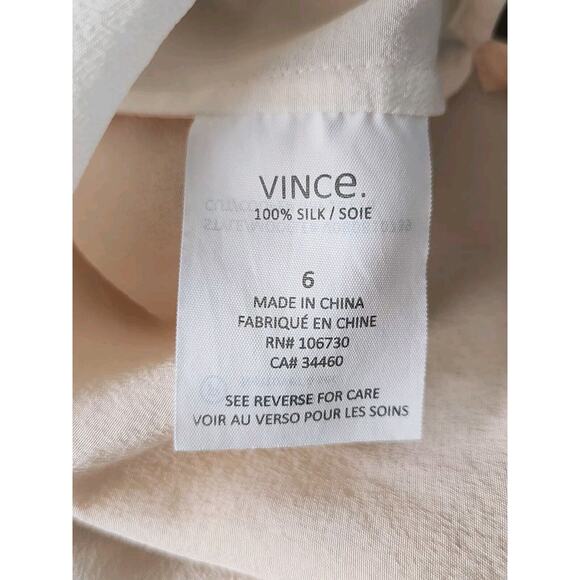 VINCe.
100% SILK / SOIE
6
MADE IN CHINA
FABRIQUÉ EN CHINE
RN# 106730
CA# 34460
SEE REVERSE FOR CARE
VOIR AU VERSO POUR LES SOINS